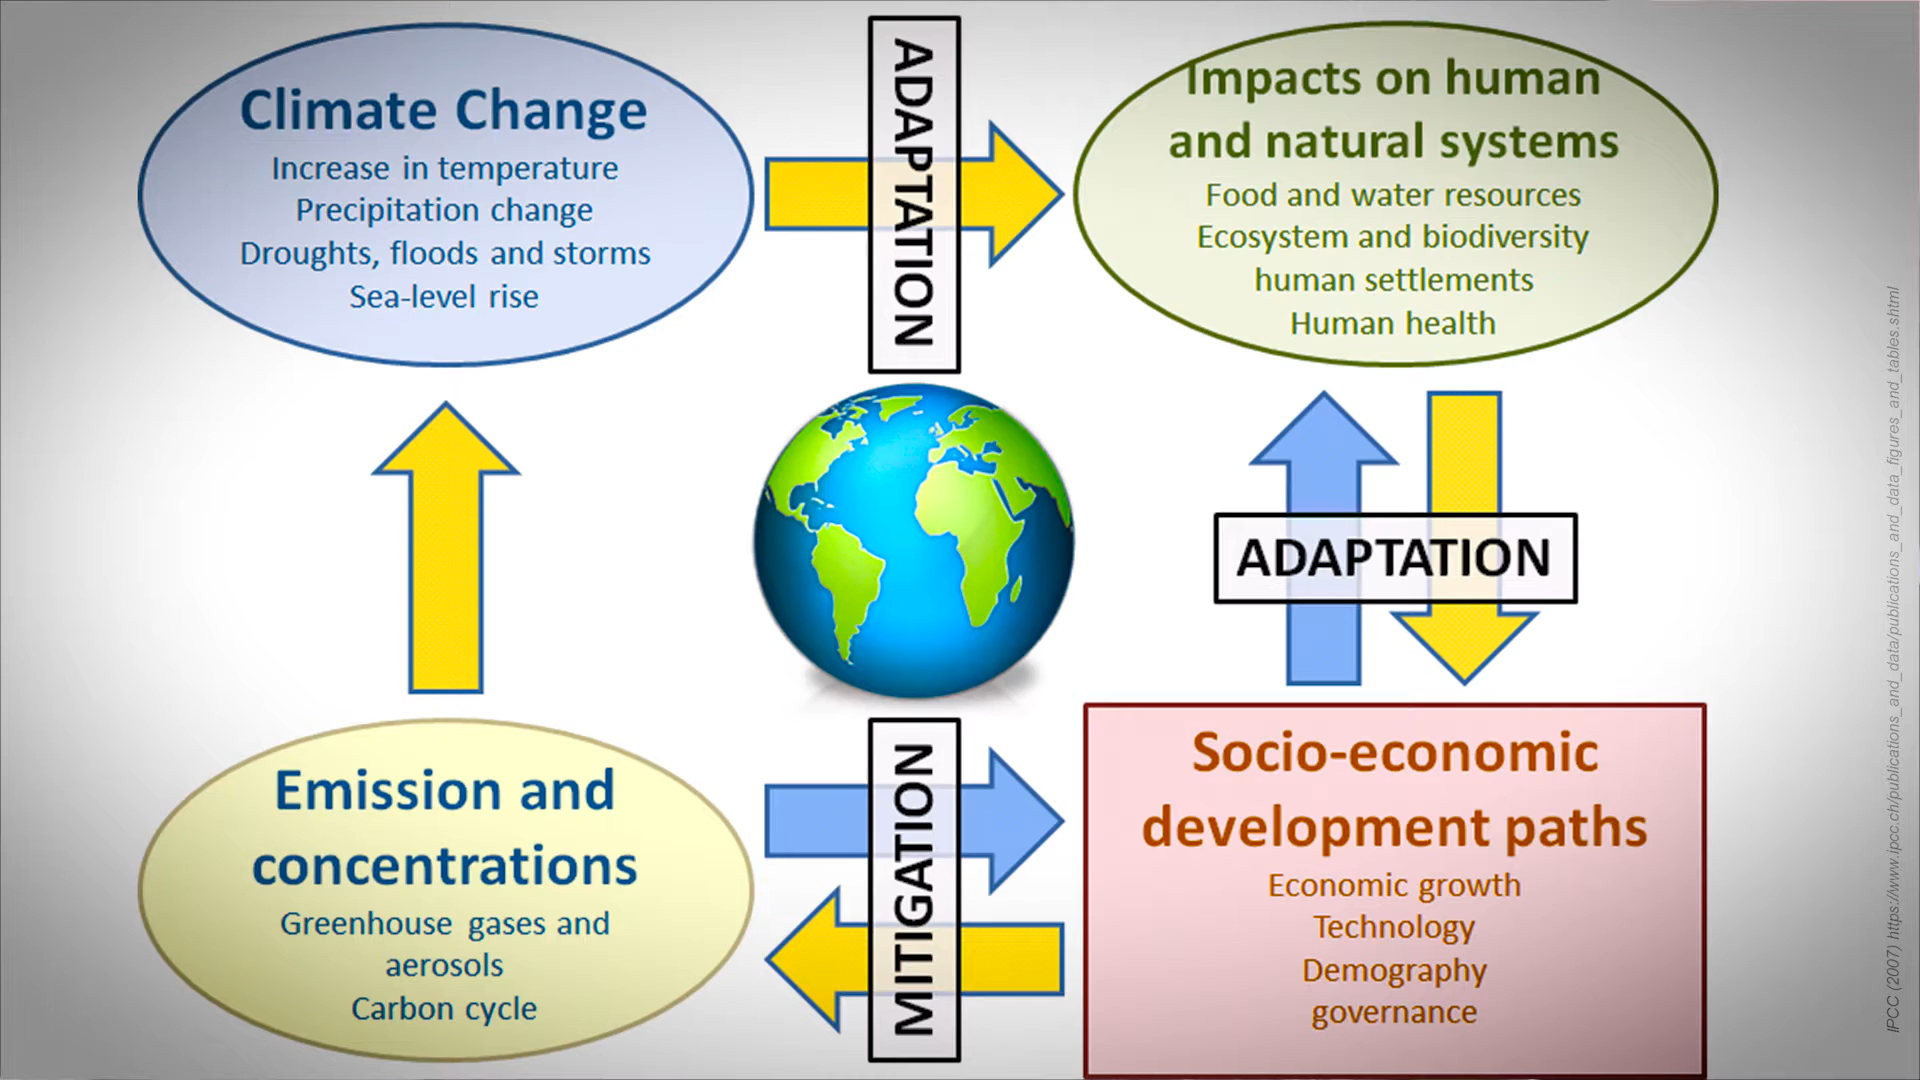 Climate Change
Increase in temperature
Precipitation change
Droughts, floods and storms
Sea-level rise
ADAPTATION
Impacts on human
and natural systems
Food and water resources
Ecosystem and biodiversity
human settlements
Human health
ADAPTATION
Emission and
concentrations
Greenhouse gases and
aerosols
Carbon cycle
MITIGATION
Socio-economic
development paths
Economic growth
Technology
Demography
governance
IPCC (2007) https://www.ipcc.ch/publications_and_data/publications_and_data_figures_and_tables.shtml